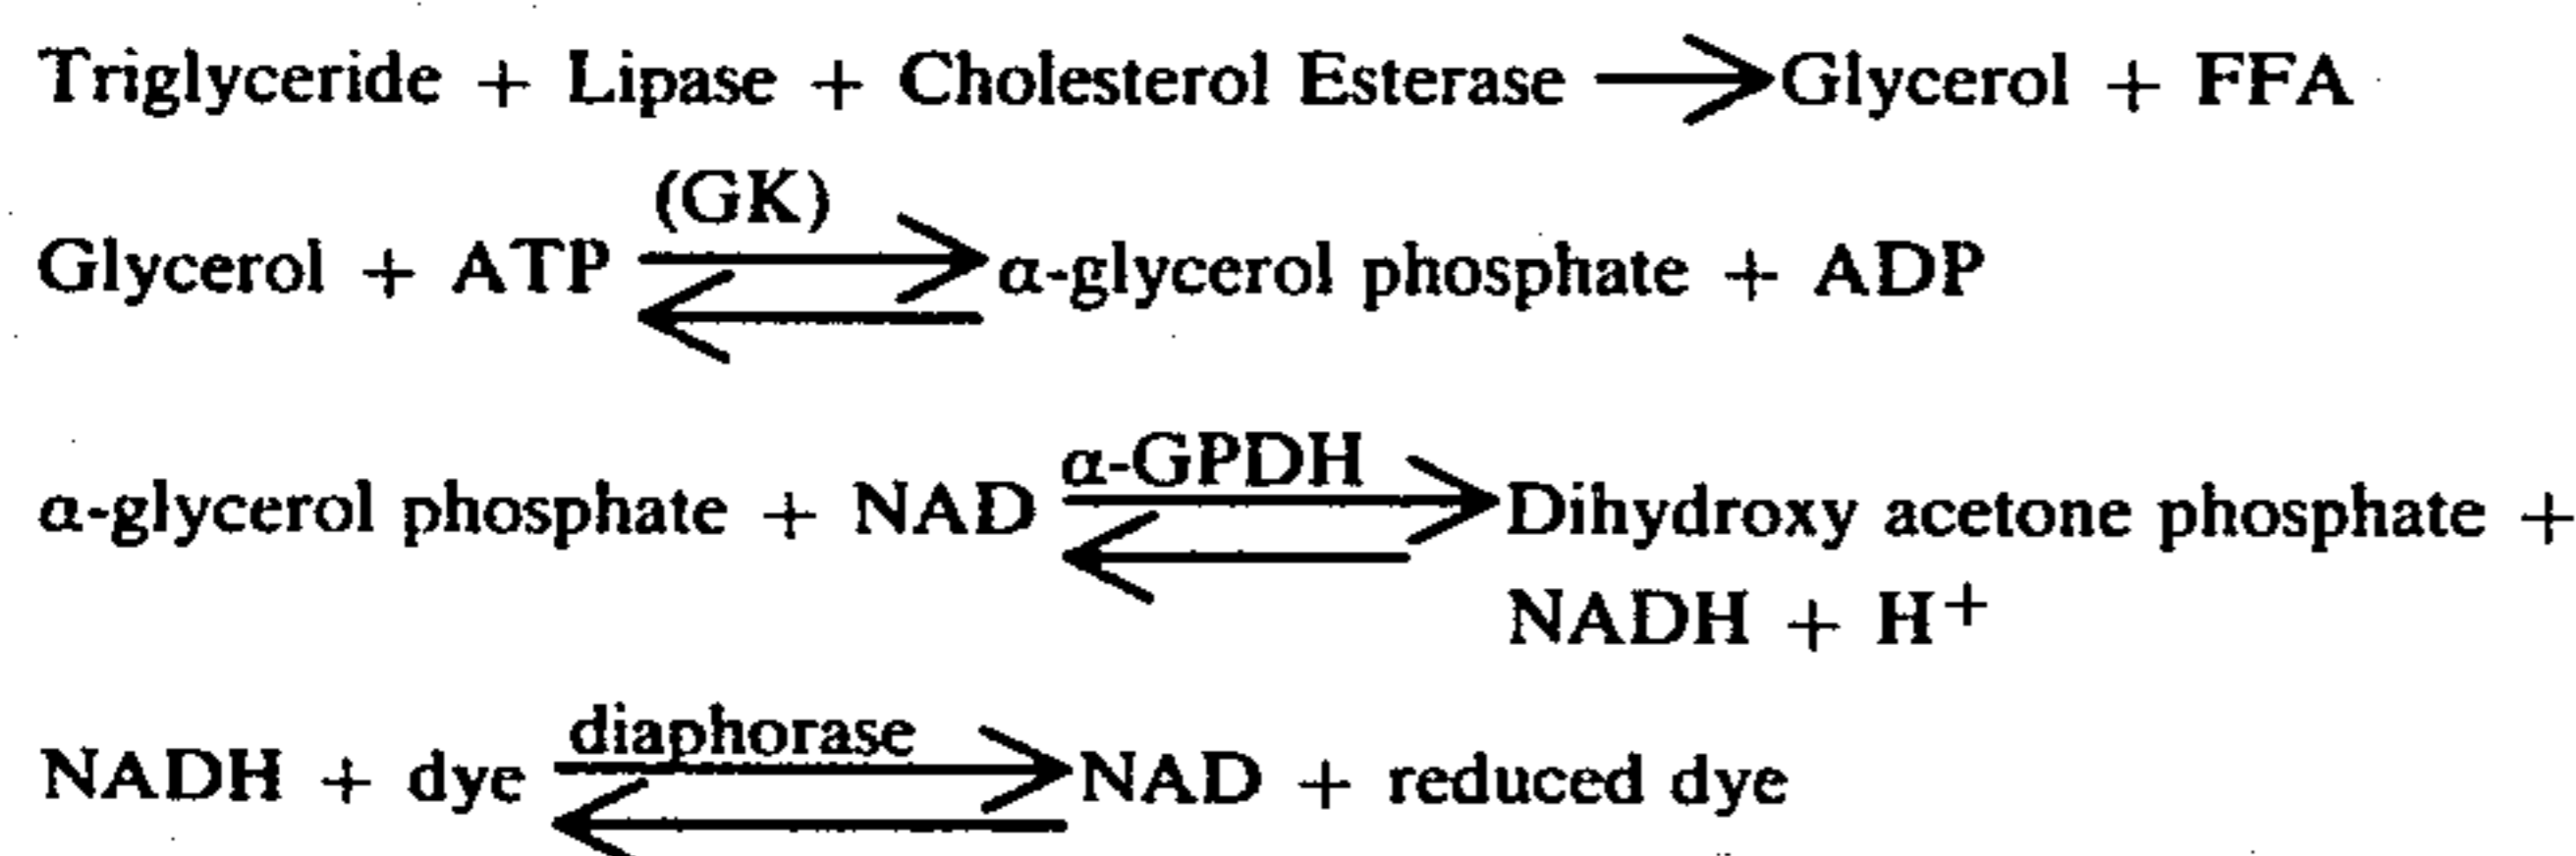 Triglyceride + Lipase + Cholesterol Esterase → Glycerol + FFA
(GK)
Glycerol + ATP ⇄ α-glycerol phosphate + ADP
α-GPDH
α-glycerol phosphate + NAD ⇄ Dihydroxy acetone phosphate +
NADH + H⁺
diaphorase
NADH + dye ⇄ NAD + reduced dye